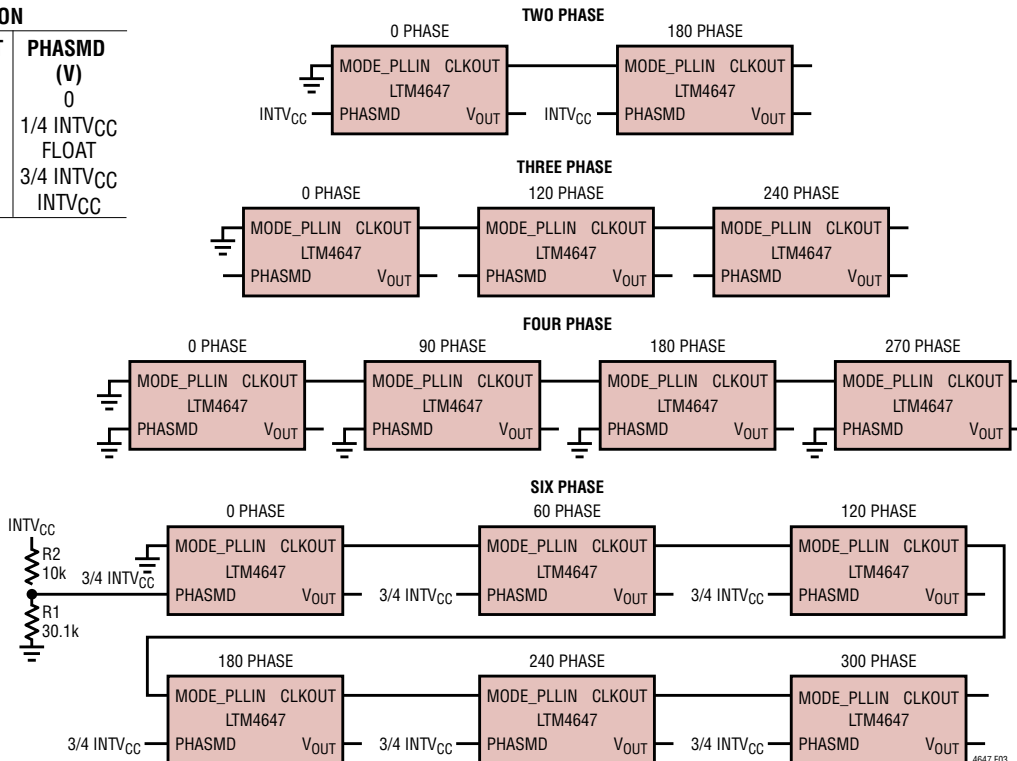 ON
T PHASMD
(V)
0
1/4 INTVCC
FLOAT
3/4 INTVCC
INTVCC
TWO PHASE
0 PHASE 180 PHASE
MODE_PLLIN CLKOUT MODE_PLLIN CLKOUT
LTM4647 LTM4647
INTVCC PHASMD VOUT INTVCC PHASMD VOUT
THREE PHASE
0 PHASE 120 PHASE 240 PHASE
MODE_PLLIN CLKOUT MODE_PLLIN CLKOUT MODE_PLLIN CLKOUT
LTM4647 LTM4647 LTM4647
PHASMD VOUT PHASMD VOUT PHASMD VOUT
FOUR PHASE
0 PHASE 90 PHASE 180 PHASE 270 PHASE
MODE_PLLIN CLKOUT MODE_PLLIN CLKOUT MODE_PLLIN CLKOUT MODE_PLLIN CLKOUT
LTM4647 LTM4647 LTM4647 LTM4647
PHASMD VOUT PHASMD VOUT PHASMD VOUT PHASMD VOUT
SIX PHASE
0 PHASE 60 PHASE 120 PHASE
INTVCC
R2
10k
R1
30.1k
MODE_PLLIN CLKOUT MODE_PLLIN CLKOUT MODE_PLLIN CLKOUT
LTM4647 LTM4647 LTM4647
3/4 INTVCC PHASMD VOUT 3/4 INTVCC PHASMD VOUT 3/4 INTVCC PHASMD VOUT
180 PHASE 240 PHASE 300 PHASE
MODE_PLLIN CLKOUT MODE_PLLIN CLKOUT MODE_PLLIN CLKOUT
LTM4647 LTM4647 LTM4647
3/4 INTVCC PHASMD VOUT 3/4 INTVCC PHASMD VOUT 3/4 INTVCC PHASMD VOUT
4647 F03